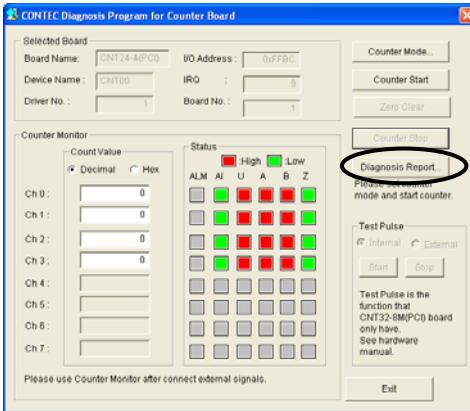 CONTEC Diagnosis Program for Counter Board
Selected Board
Board Name: CNT24-4(PCI) I/O Address : 0xFFBC
Device Name : CNT00 IRQ : 9
Driver No. : 1 Board No. : 1
Counter Mode...
Counter Start
Zero Clear
Counter Stop
Diagnosis Report...
Please set counter
mode and start counter.
Counter Monitor
Count Value
Decimal Hex
Ch 0 : 0
Ch 1 : 0
Ch 2 : 0
Ch 3 : 0
Ch 4 :
Ch 5 :
Ch 6 :
Ch 7 :
Status
:High :Low
ALM AI U A B Z
Please use Counter Monitor after connect external signals.
Test Pulse
Internal External
Start Stop
Test Pulse is the
function that
CNT32-8M(PCI) board
only have.
See hardware
manual.
Exit